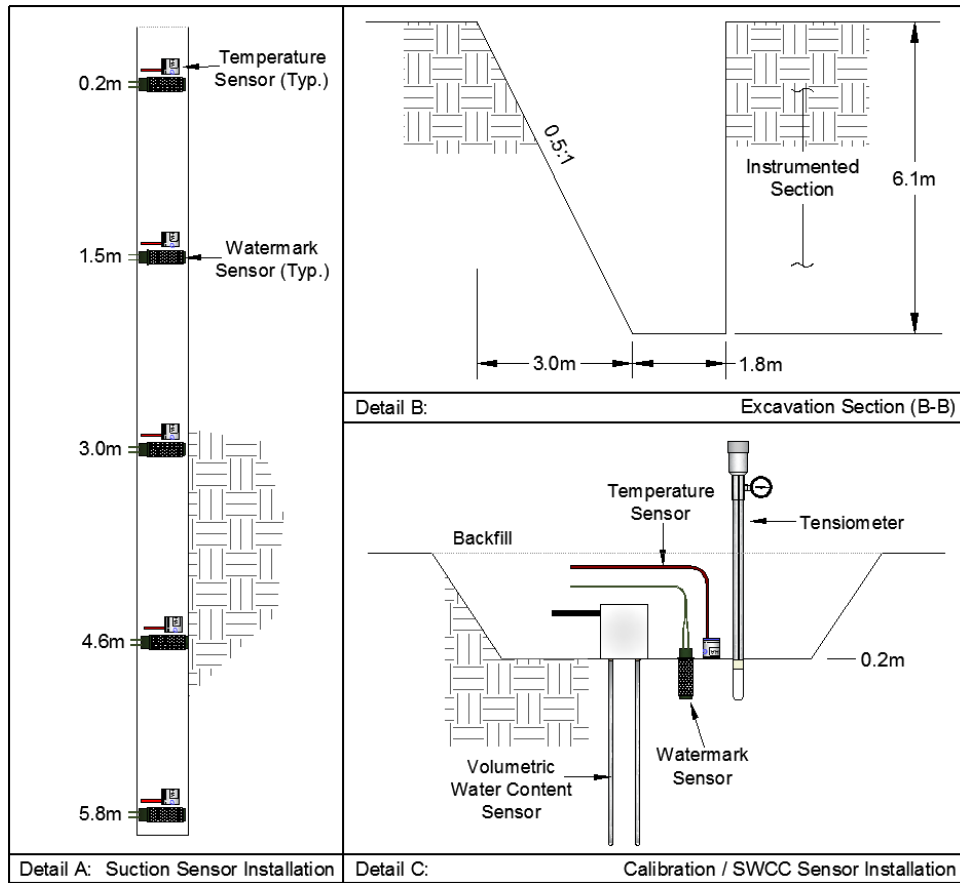 Temperature
Sensor (Typ.)
0.2m
1.5m
Watermark
Sensor (Typ.)
3.0m
4.6m
5.8m
Detail A: Suction Sensor Installation
0.5:1
Instrumented
Section
6.1m
3.0m
1.8m
Detail B: Excavation Section (B-B)
Temperature
Sensor
Tensiometer
Backfill
0.2m
Volumetric
Water Content
Sensor
Watermark
Sensor
Detail C: Calibration / SWCC Sensor Installation